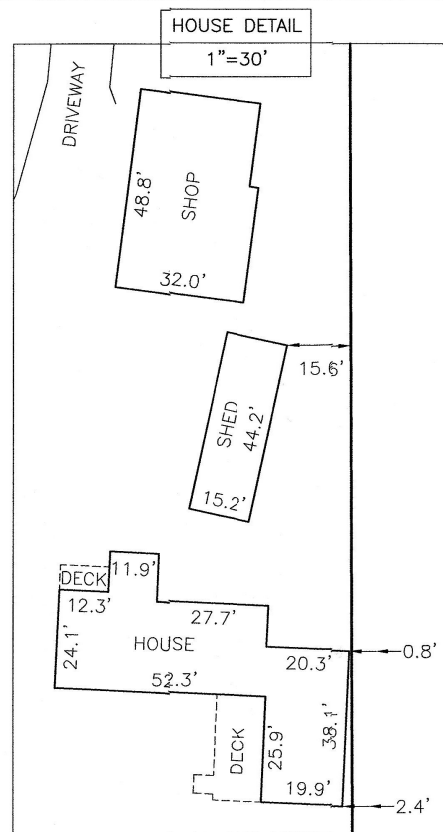 HOUSE DETAIL
1"=30'
DRIVEWAY
48.8'
SHOP
32.0'
15.6'
SHED
44.2'
15.2'
DECK
11.9'
12.3'
27.7'
24.1'
HOUSE
20.3'
0.8'
52.3'
DECK
25.9'
38.1'
19.9'
2.4'